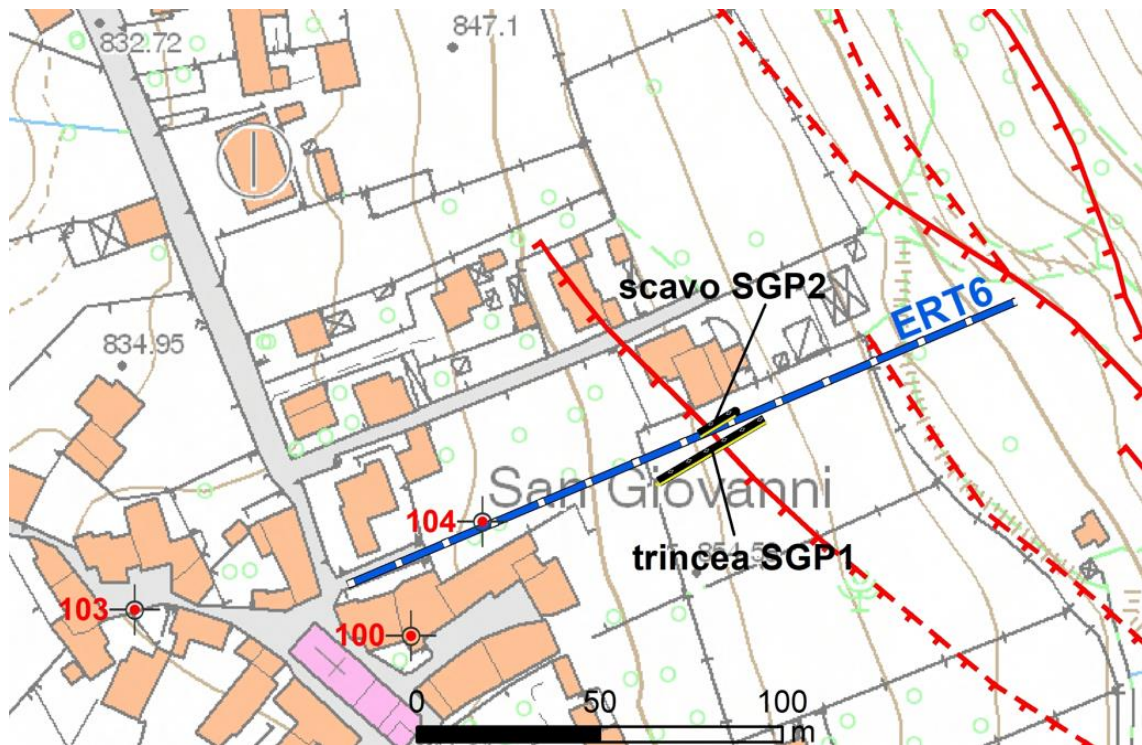 847.1
832.72
scavo SGP2
ERT6
834.95
San Giovanni
104
trincea SGP1
103
100
0 50 100
m